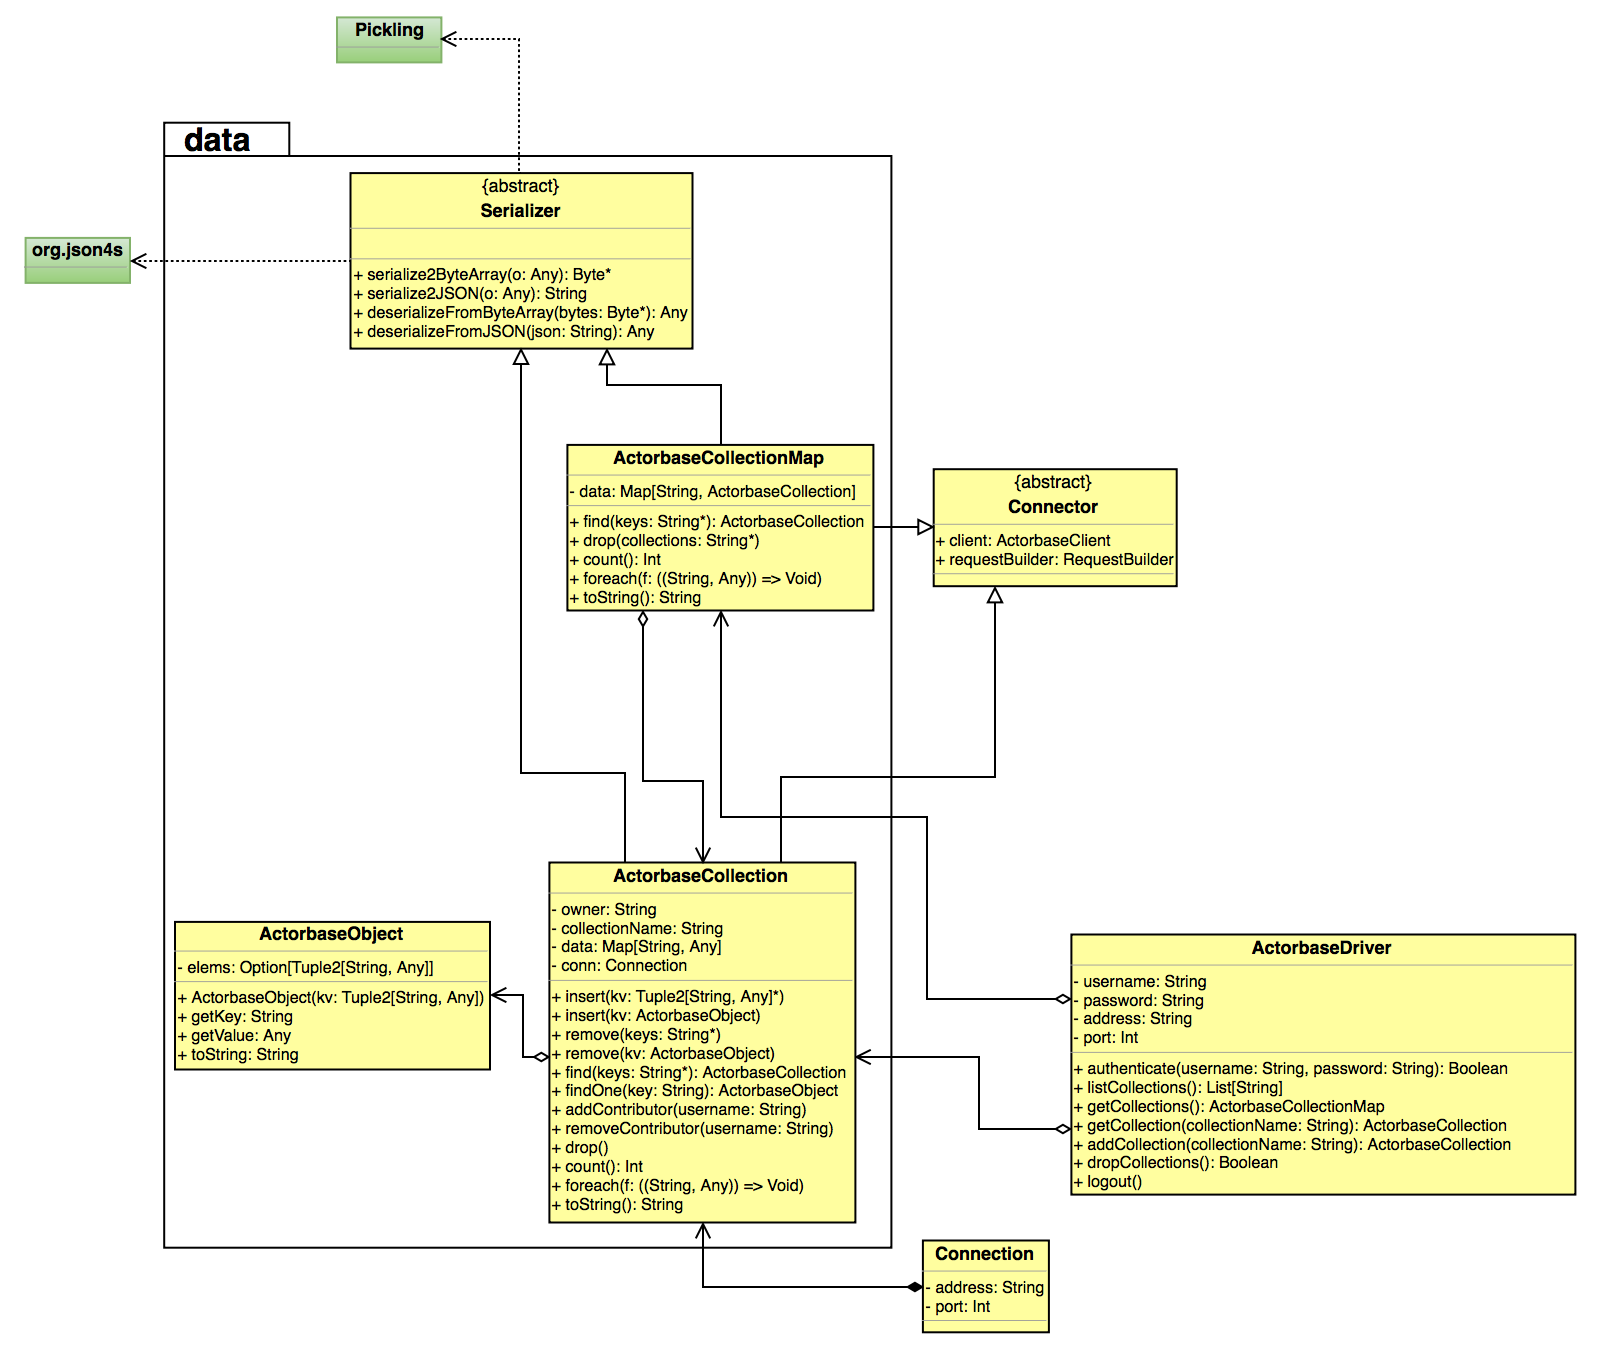 Pickling
data
{abstract}
Serializer
+ serialize2ByteArray(o: Any): Byte*
+ serialize2JSON(o: Any): String
+ deserializeFromByteArray(bytes: Byte*): Any
+ deserializeFromJSON(json: String): Any
org.json4s
ActorbaseCollectionMap
- data: Map[String, ActorbaseCollection]
+ find(keys: String*): ActorbaseCollection
+ drop(collections: String*)
+ count(): Int
+ foreach(f: ((String, Any)) => Void)
+ toString(): String
{abstract}
Connector
+ client: ActorbaseClient
+ requestBuilder: RequestBuilder
ActorbaseCollection
- owner: String
- collectionName: String
- data: Map[String, Any]
- conn: Connection
+ insert(kv: Tuple2[String, Any]*)
+ insert(kv: ActorbaseObject)
+ remove(keys: String*)
+ remove(kv: ActorbaseObject)
+ find(keys: String*): ActorbaseCollection
+ findOne(key: String): ActorbaseObject
+ addContributor(username: String)
+ removeContributor(username: String)
+ drop()
+ count(): Int
+ foreach(f: ((String, Any)) => Void)
+ toString(): String
ActorbaseObject
- elems: Option[Tuple2[String, Any]]
+ ActorbaseObject(kv: Tuple2[String, Any])
+ getKey: String
+ getValue: Any
+ toString: String
ActorbaseDriver
- username: String
- password: String
- address: String
- port: Int
+ authenticate(username: String, password: String): Boolean
+ listCollections(): List[String]
+ getCollections(): ActorbaseCollectionMap
+ getCollection(collectionName: String): ActorbaseCollection
+ addCollection(collectionName: String): ActorbaseCollection
+ dropCollections(): Boolean
+ logout()
Connection
- address: String
- port: Int